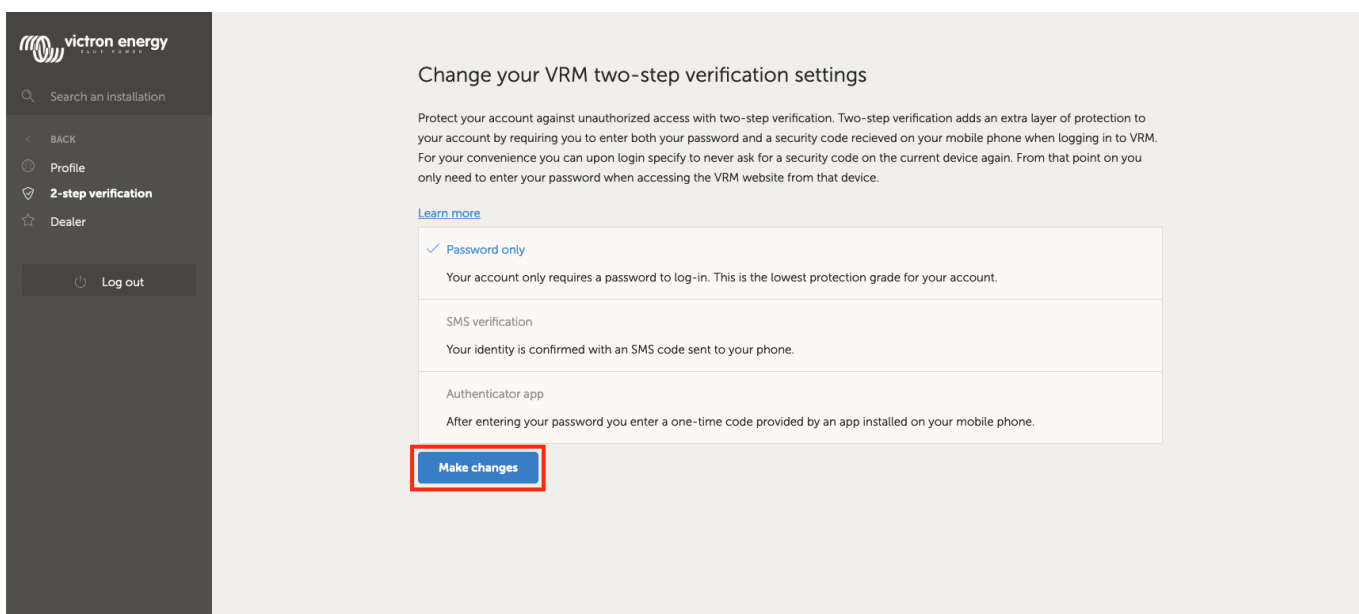 victron energy
BLUE POWER
Search an installation
BACK
Profile
2-step verification
Dealer
Log out
Change your VRM two-step verification settings
Protect your account against unauthorized access with two-step verification. Two-step verification adds an extra layer of protection to
your account by requiring you to enter both your password and a security code recieved on your mobile phone when logging in to VRM.
For your convenience you can upon login specify to never ask for a security code on the current device again. From that point on you
only need to enter your password when accessing the VRM website from that device.
Learn more
Password only
Your account only requires a password to log-in. This is the lowest protection grade for your account.
SMS verification
Your identity is confirmed with an SMS code sent to your phone.
Authenticator app
After entering your password you enter a one-time code provided by an app installed on your mobile phone.
Make changes